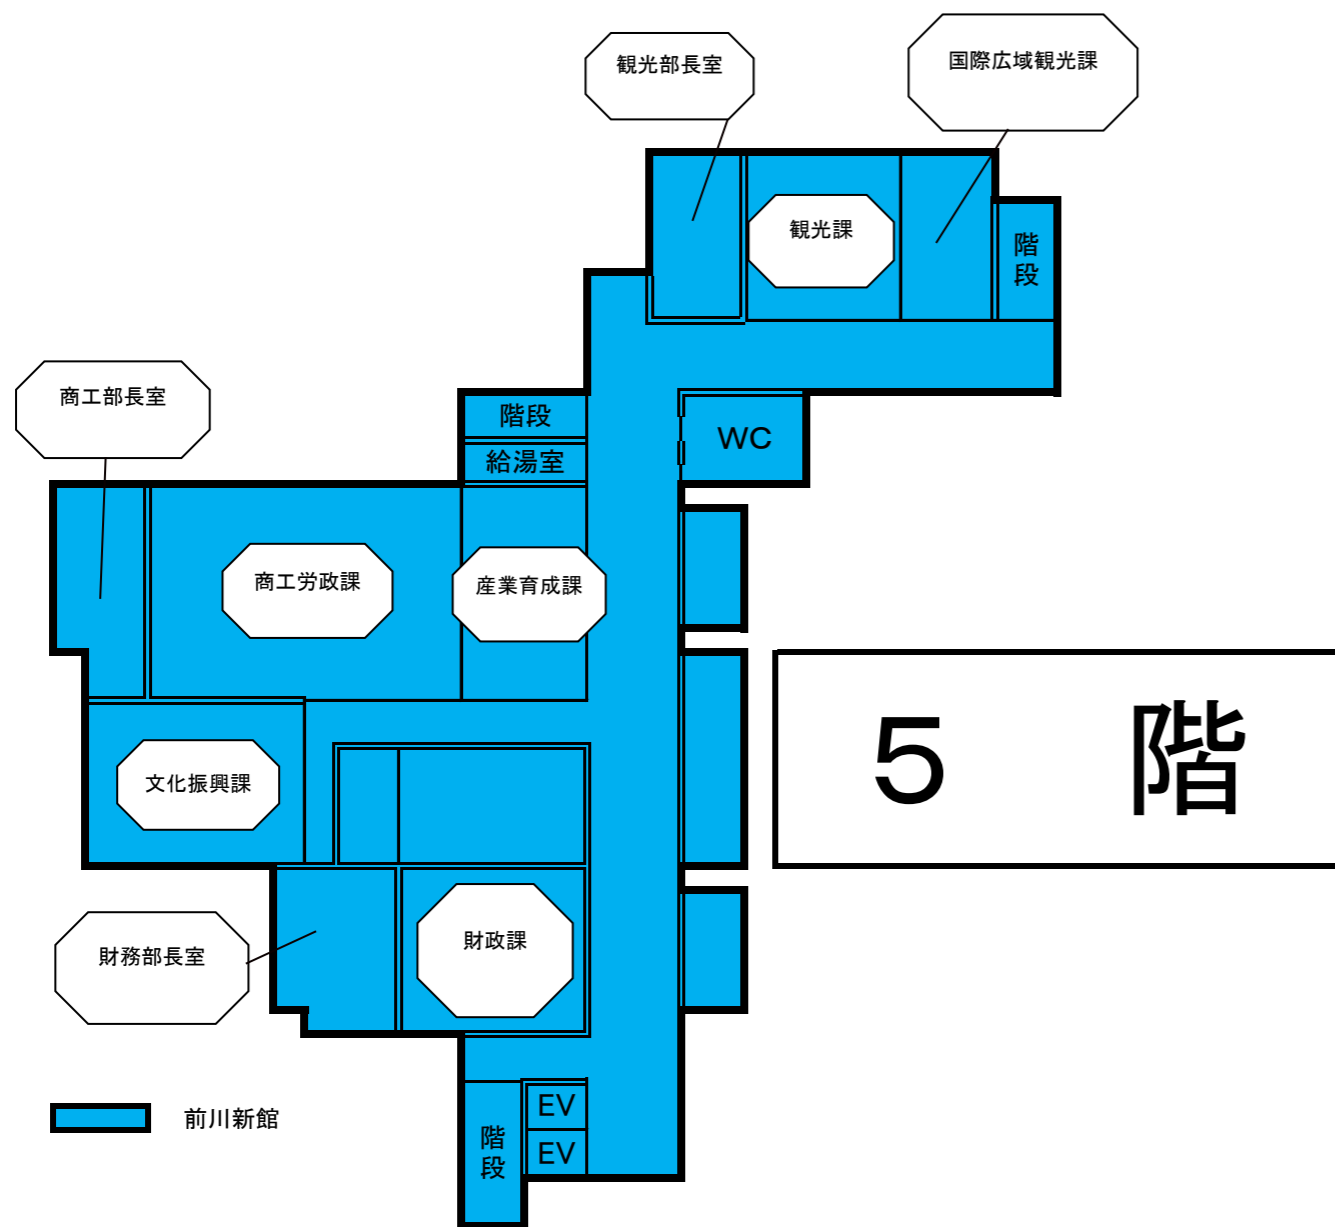 観光部長室
国際広域観光課
観光課
階段
商工部長室
階段
WC
給湯室
商工労政課
産業育成課
5 階
文化振興課
財務部長室
財政課
EV
前川新館
階段
EV